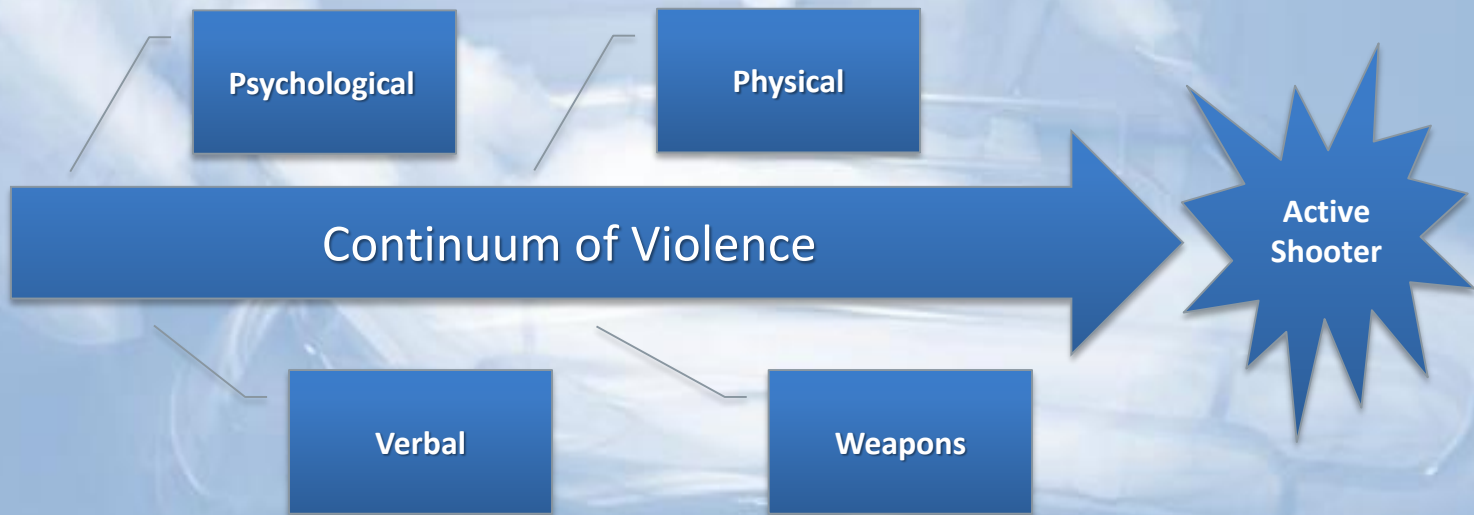 Psychological
Physical
Continuum of Violence
Active
Shooter
Verbal
Weapons